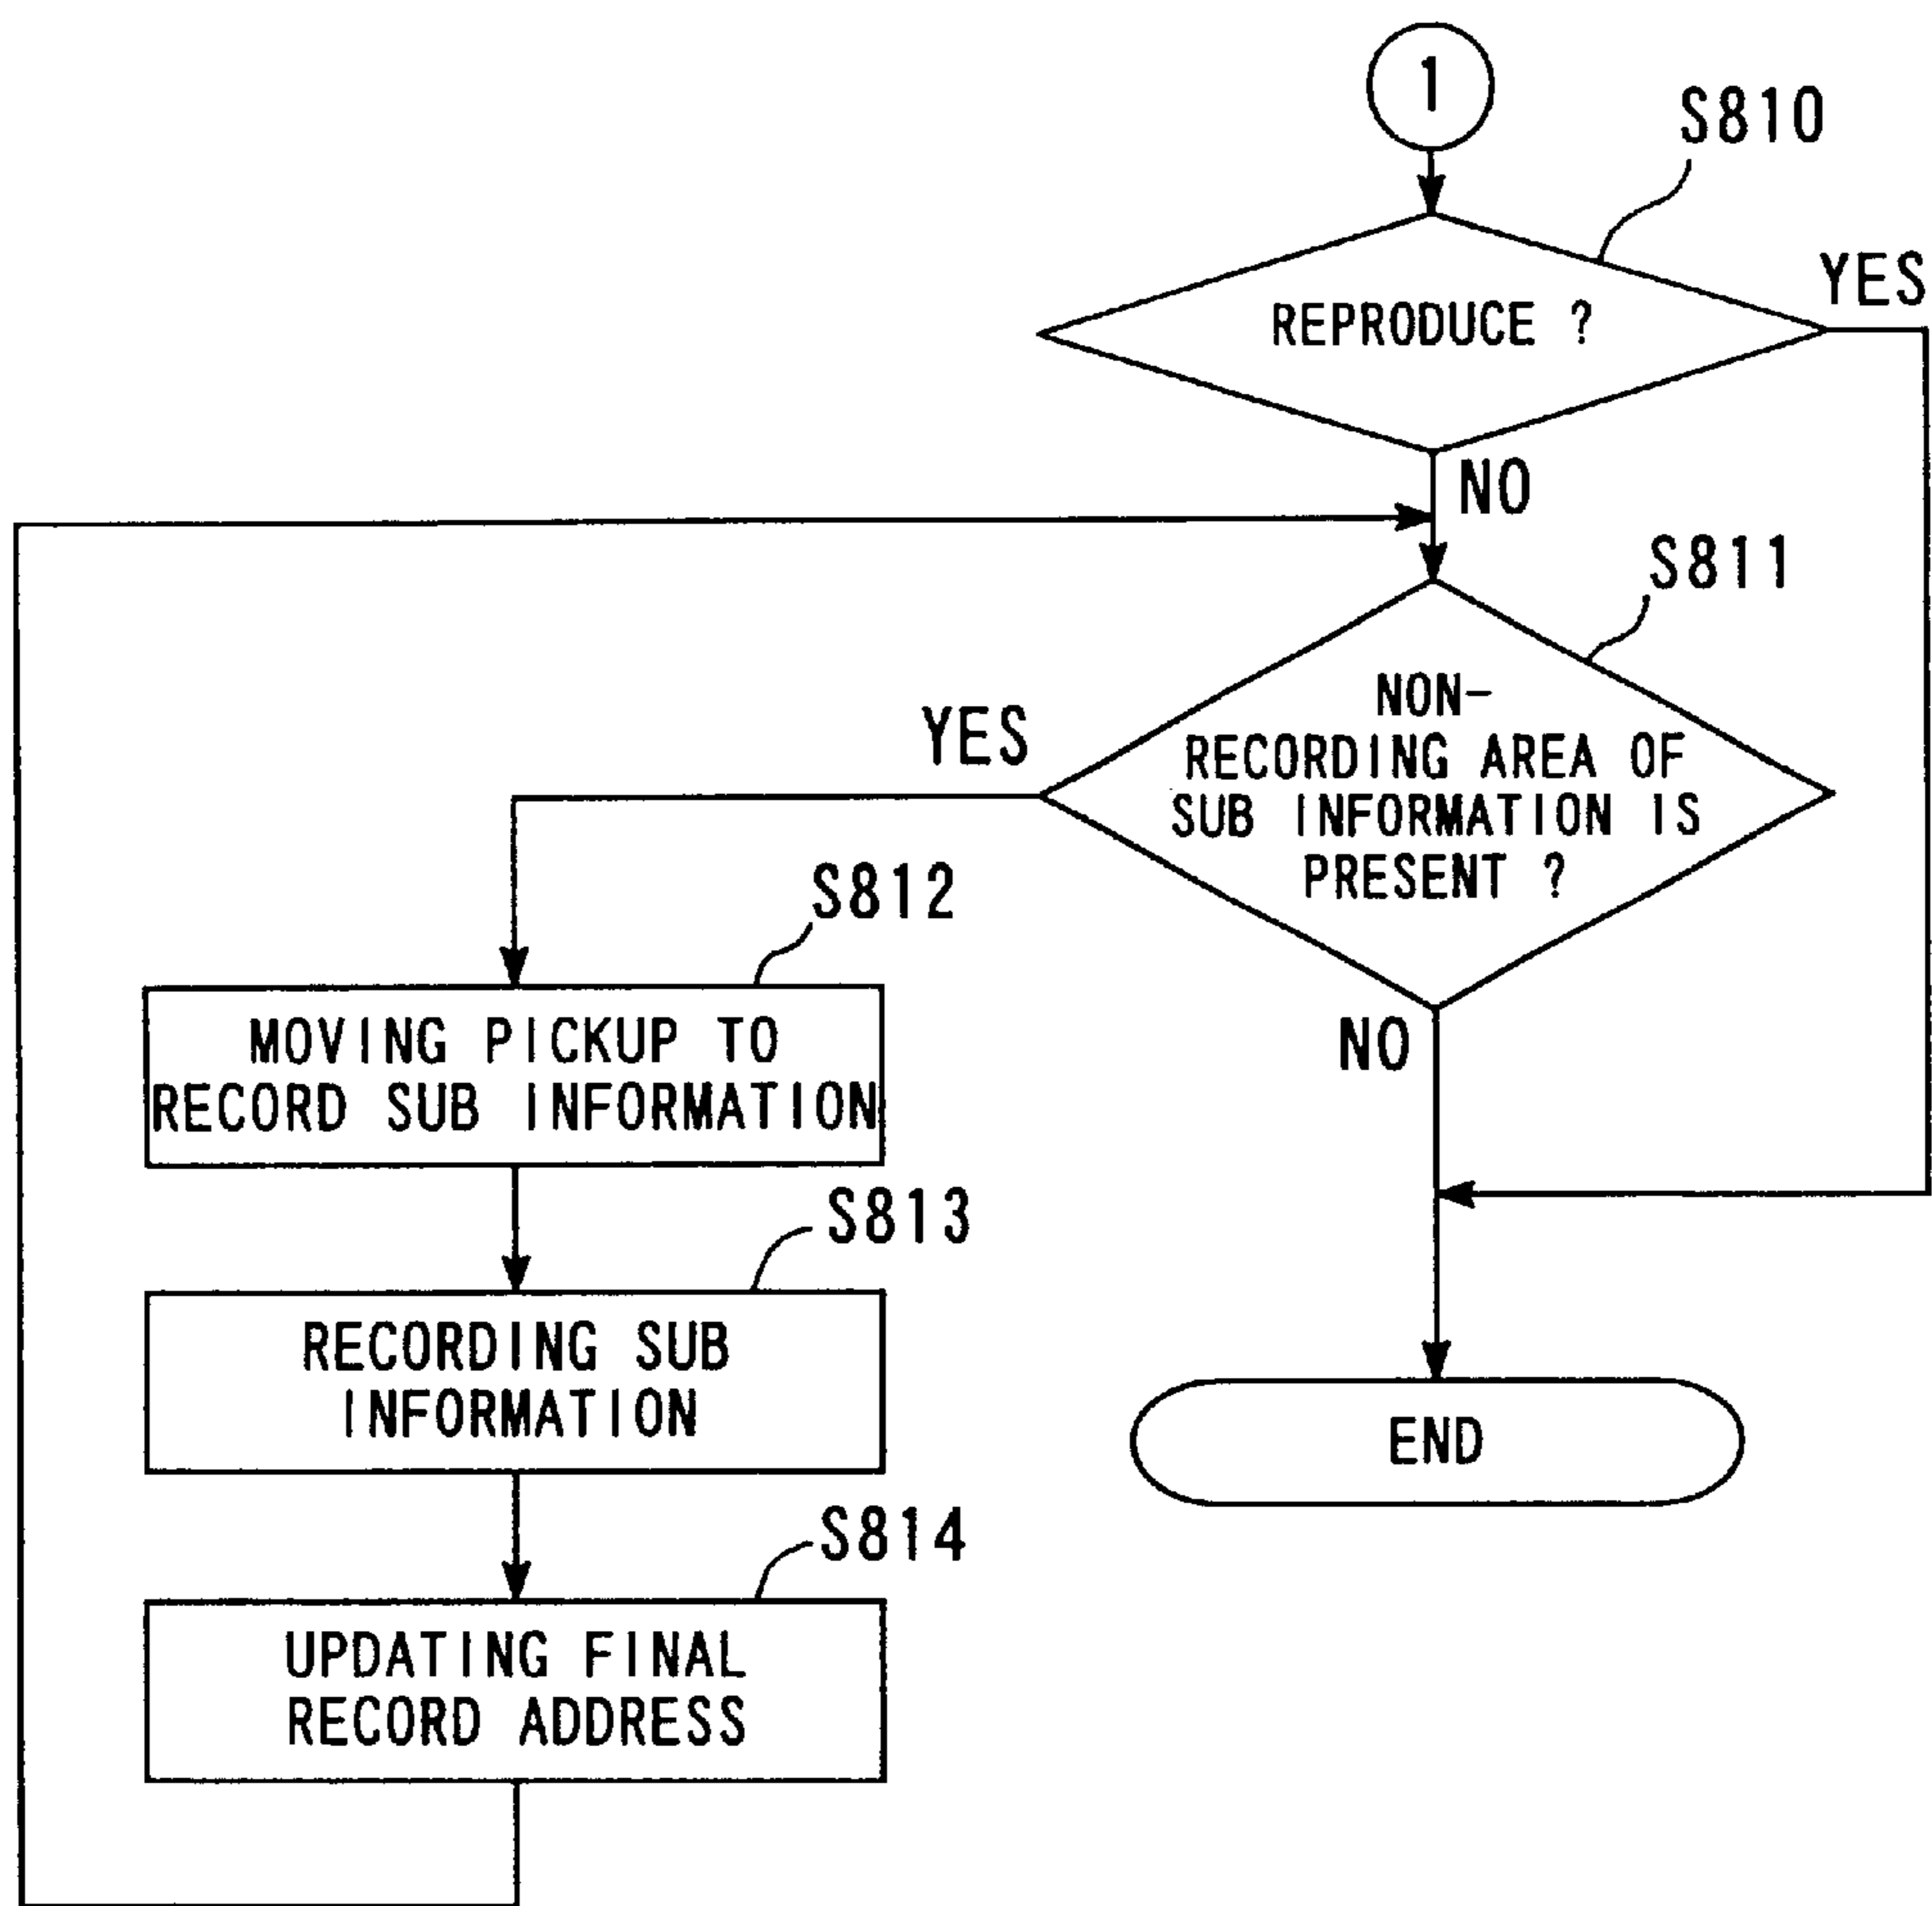 1
S810
REPRODUCE ?
YES
NO
S811
NON-
RECORDING AREA OF
SUB INFORMATION IS
PRESENT ?
YES
NO
S812
MOVING PICKUP TO
RECORD SUB INFORMATION
S813
RECORDING SUB
INFORMATION
S814
UPDATING FINAL
RECORD ADDRESS
END